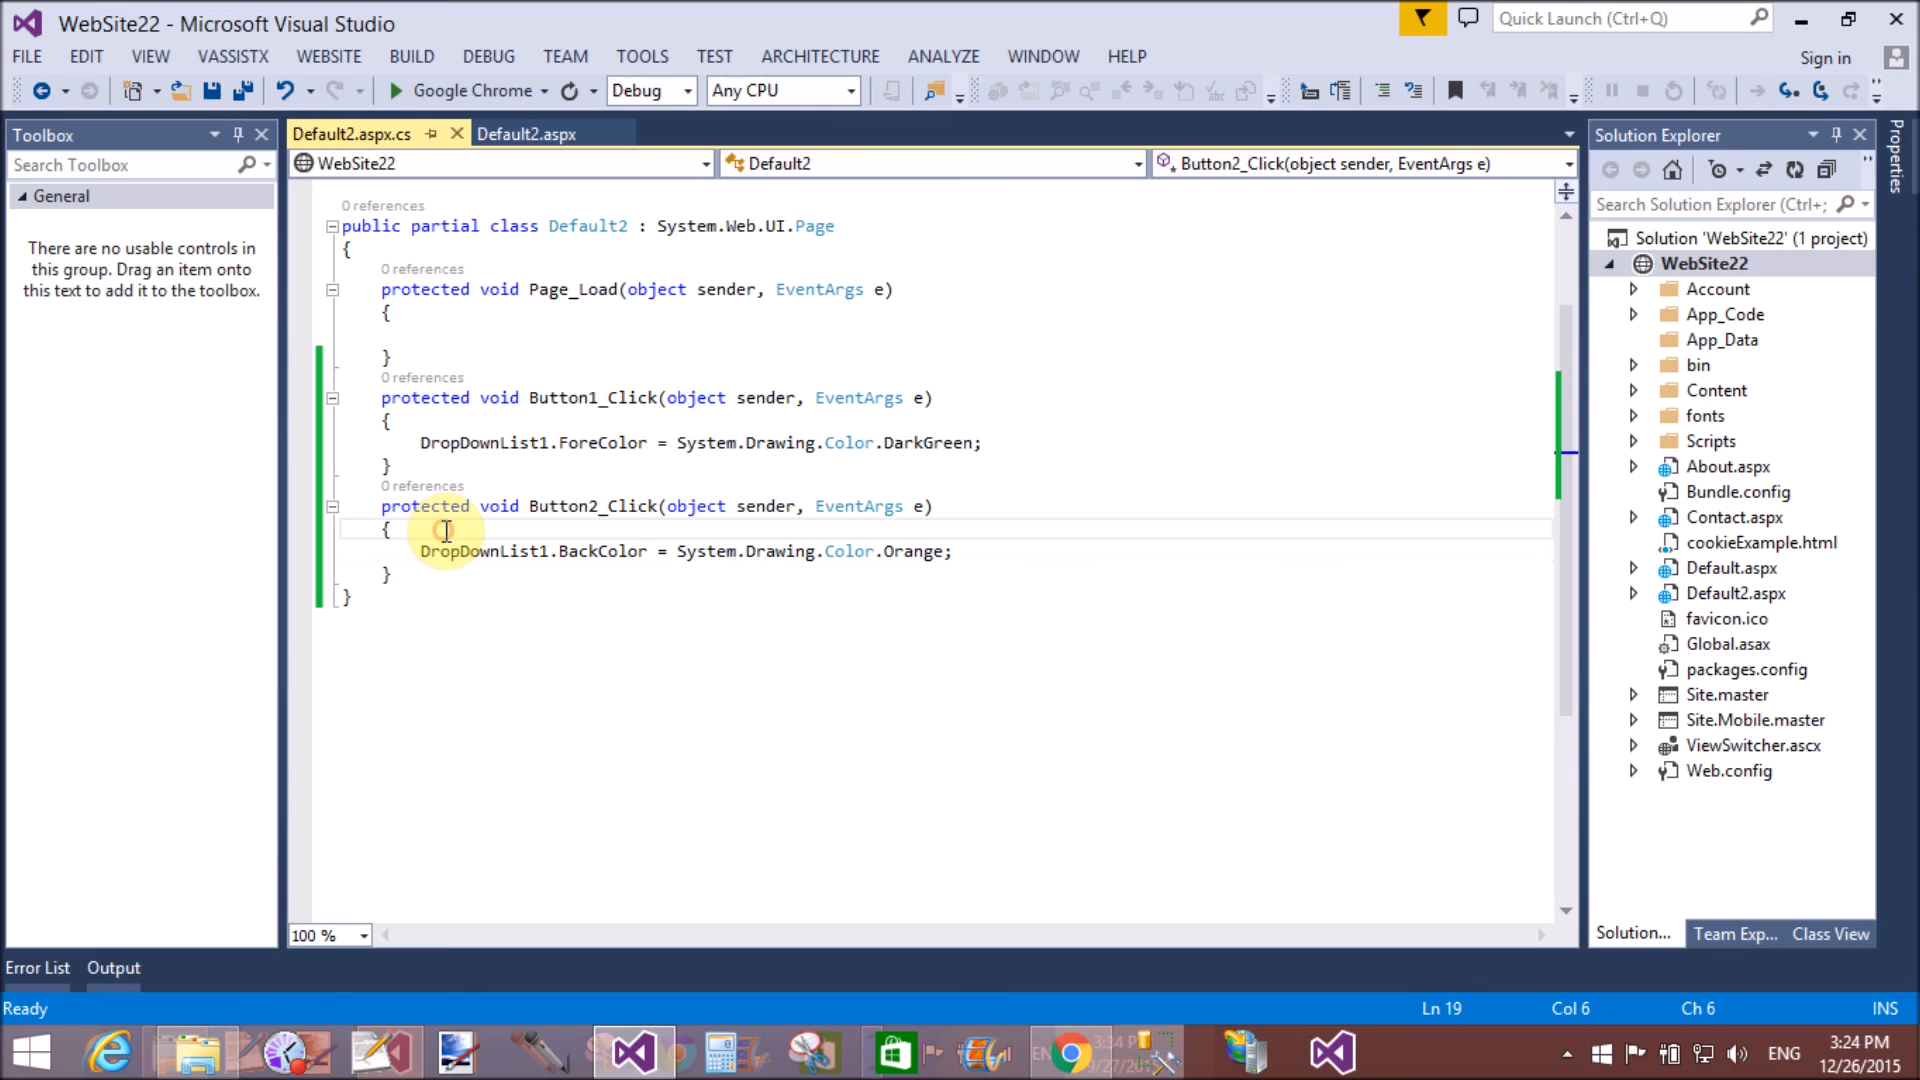 WebSite22 - Microsoft Visual Studio
Quick Launch (Ctrl+Q)
FILE EDIT VIEW VASSISTX WEBSITE BUILD DEBUG TEAM TOOLS TEST ARCHITECTURE ANALYZE WINDOW HELP
Sign in
Google Chrome Debug Any CPU
Toolbox
Search Toolbox
General
There are no usable controls in
this group. Drag an item onto
this text to add it to the toolbox.
Default2.aspx.cs Default2.aspx
WebSite22 Default2 Button2_Click(object sender, EventArgs e)
0 references
public partial class Default2 : System.Web.UI.Page
{
0 references
protected void Page_Load(object sender, EventArgs e)
{
}
0 references
protected void Button1_Click(object sender, EventArgs e)
{
DropDownList1.ForeColor = System.Drawing.Color.DarkGreen;
}
0 references
protected void Button2_Click(object sender, EventArgs e)
{
DropDownList1.BackColor = System.Drawing.Color.Orange;
}
}
100 %
Solution Explorer
Search Solution Explorer (Ctrl+;
Solution 'WebSite22' (1 project)
WebSite22
Account
App_Code
App_Data
bin
Content
fonts
Scripts
About.aspx
Bundle.config
Contact.aspx
cookieExample.html
Default.aspx
Default2.aspx
favicon.ico
Global.asax
packages.config
Site.master
Site.Mobile.master
ViewSwitcher.ascx
Web.config
Solution... Team Exp... Class View
Properties
Error List Output
Ready Ln 19 Col 6 Ch 6 INS
ENG
3:24 PM
12/26/2015